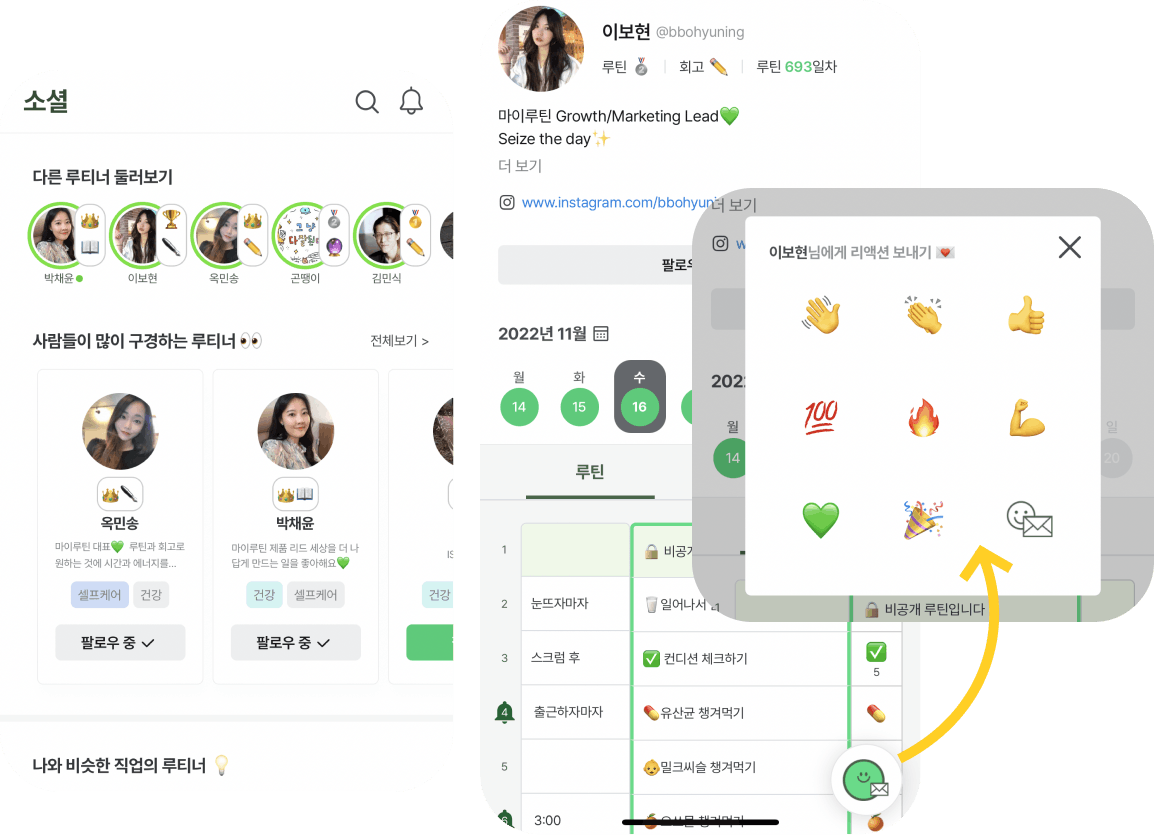 소셜
다른 루티너 둘러보기
박채윤
이보현
옥민송
곤땡이
김민식
사람들이 많이 구경하는 루티너 👀
전체보기 >
옥민송
마이루틴 대표💚 루틴과 회고로
원하는 것에 시간과 에너지를...
셀프케어 건강
팔로우 중 ✓
박채윤
마이루틴 제품 리드 세상을 더 나
답게 만드는 일을 좋아해요💚
건강 셀프케어
팔로우 중 ✓
건강
나와 비슷한 직업의 루티너 💡
이보현 @bbohyuning
루틴 🥈 | 회고 ✏️ | 루틴 693일차
마이루틴 Growth/Marketing Lead💚
Seize the day✨
더 보기
www.instagram.com/bbohyun
팔로우
2022년 11월
월 화 수
14 15 16
루틴
1 🔒 비공개
2 눈뜨자마자 🥛일어나서
3 스크럼 후 ✅ 컨디션 체크하기 ✅ 5
4 출근하자마자 💊유산균 챙겨먹기 💊
5 👶밀크씨슬 챙겨먹기
6 3:00
더 보기
w
이보현님에게 리액션 보내기 💌
💯
2022
월 일
14 20
🔒 비공개 루틴입니다